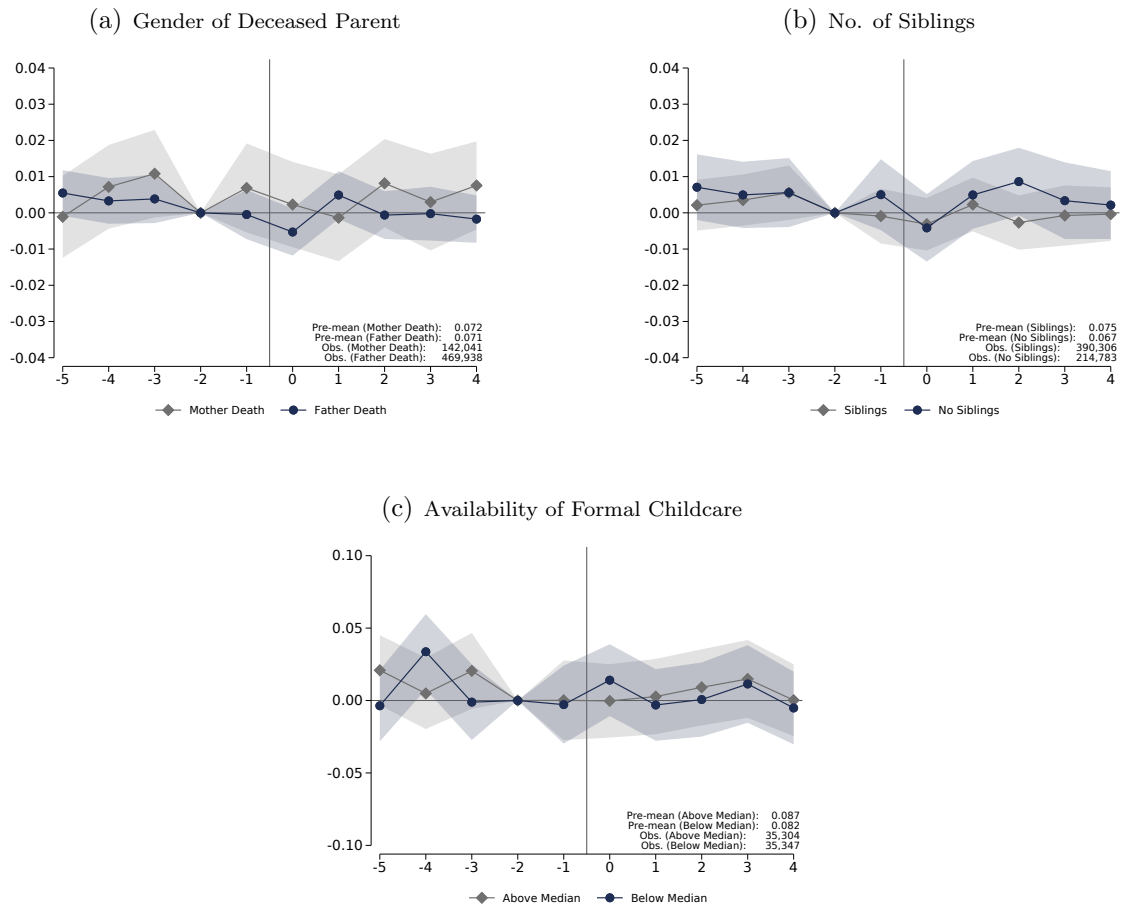 (a) Gender of Deceased Parent
0.04
0.03
0.02
0.01
0.00
-0.01
-0.02
-0.03
-0.04
Pre-mean (Mother Death): 0.072
Pre-mean (Father Death): 0.071
Obs. (Mother Death): 142,041
Obs. (Father Death): 469,938
-5 -4 -3 -2 -1 0 1 2 3 4
Mother Death Father Death
(b) No. of Siblings
0.04
0.03
0.02
0.01
0.00
-0.01
-0.02
-0.03
-0.04
Pre-mean (Siblings): 0.075
Pre-mean (No Siblings): 0.067
Obs. (Siblings): 390,306
Obs. (No Siblings): 214,783
-5 -4 -3 -2 -1 0 1 2 3 4
Siblings No Siblings
(c) Availability of Formal Childcare
0.10
0.05
0.00
-0.05
-0.10
Pre-mean (Above Median): 0.087
Pre-mean (Below Median): 0.082
Obs. (Above Median): 35,304
Obs. (Below Median): 35,347
-5 -4 -3 -2 -1 0 1 2 3 4
Above Median Below Median